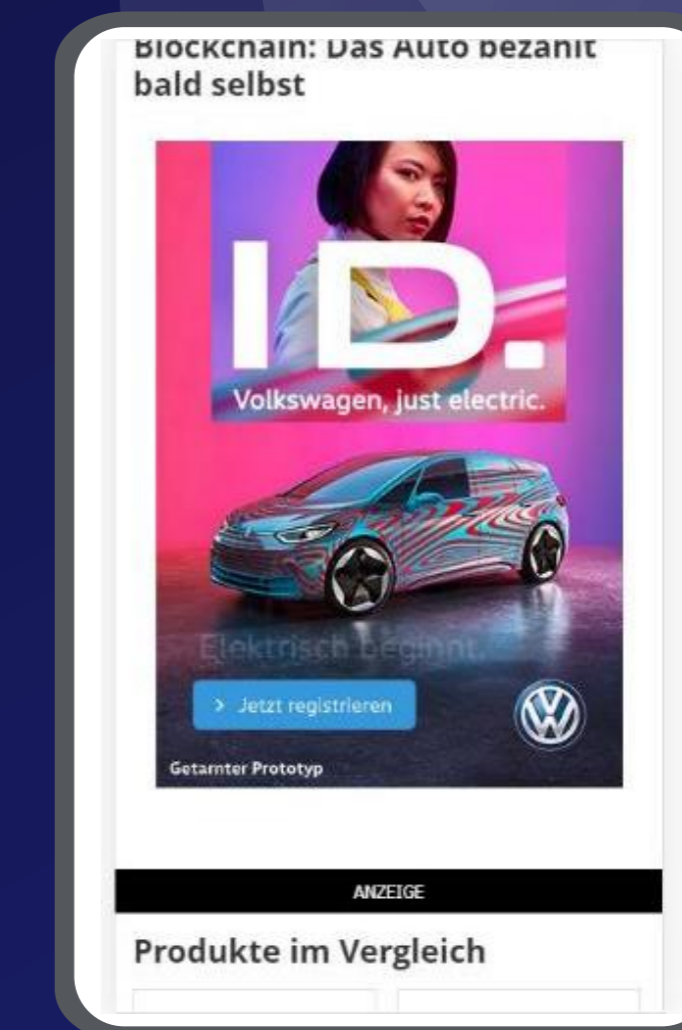 Blockchain: Das Auto bezahlt
bald selbst
ID.
Volkswagen, just electric.
Elektrisch beginnt.
> Jetzt registrieren
Getarnter Prototyp
ANZEIGE
Produkte im Vergleich